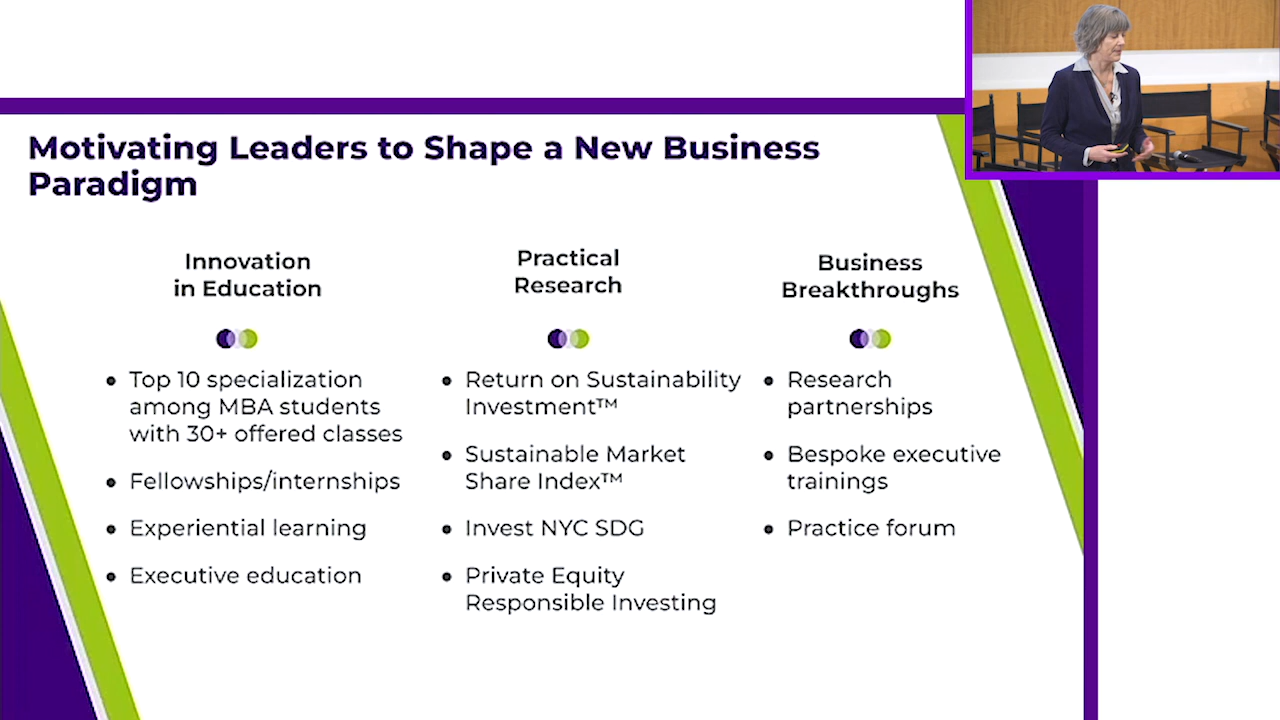 Motivating Leaders to Shape a New Business
Paradigm
Innovation
in Education
• Top 10 specialization
among MBA students
with 30+ offered classes
• Fellowships/internships
• Experiential learning
• Executive education
Practical
Research
• Return on Sustainability
Investment™
• Sustainable Market
Share Index™
• Invest NYC SDG
• Private Equity
Responsible Investing
Business
Breakthroughs
• Research
partnerships
• Bespoke executive
trainings
• Practice forum